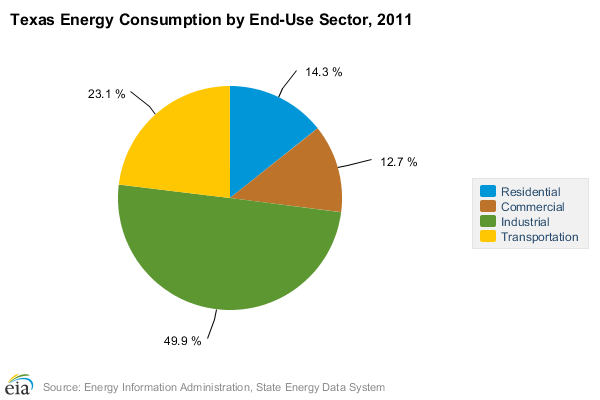 Texas Energy Consumption by End-Use Sector, 2011
14.3 %
23.1 %
12.7 %
Residential
Commercial
Industrial
Transportation
49.9 %
eia
Source: Energy Information Administration, State Energy Data System